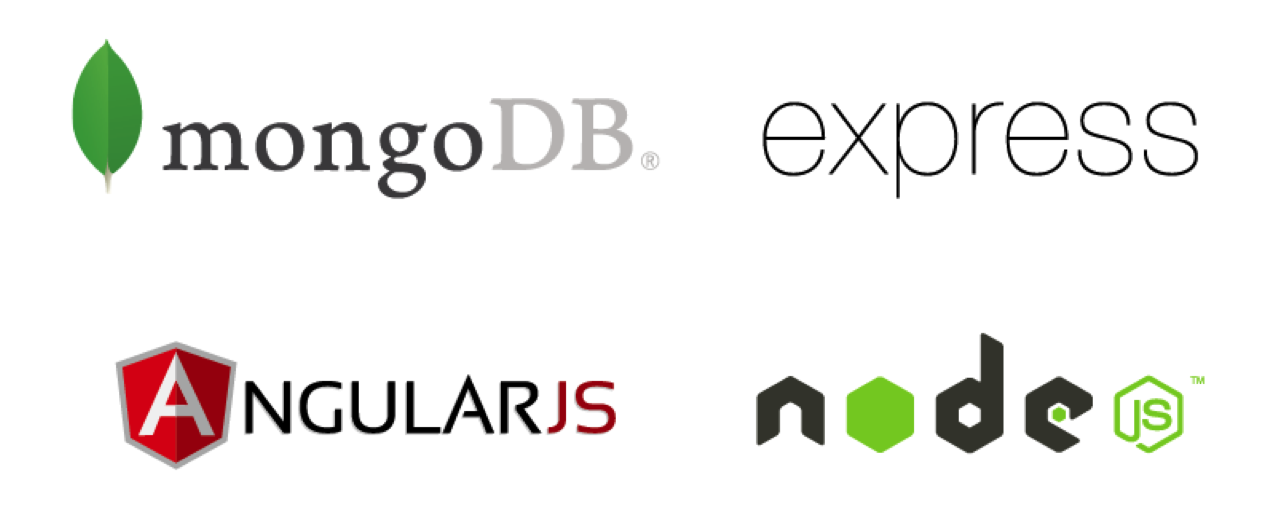 mongoDB®
express
ANGULARJS
node JS™